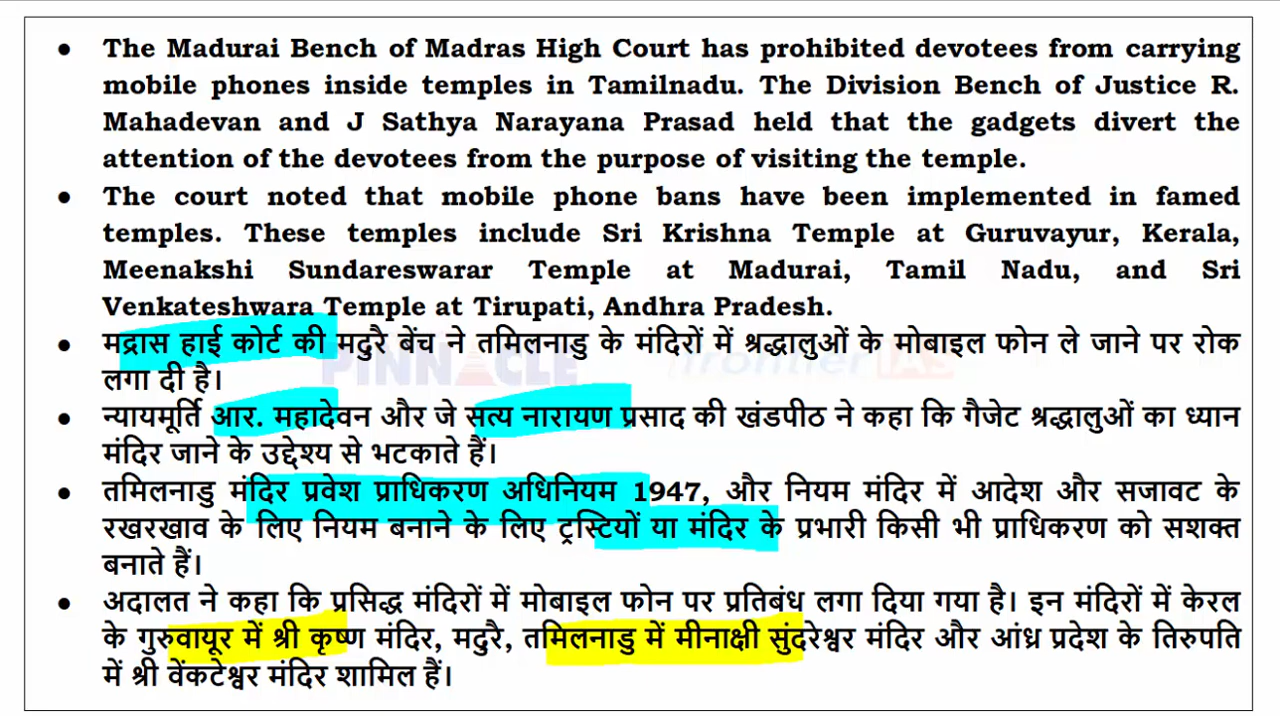 • The Madurai Bench of Madras High Court has prohibited devotees from carrying
mobile phones inside temples in Tamilnadu. The Division Bench of Justice R.
Mahadevan and J Sathya Narayana Prasad held that the gadgets divert the
attention of the devotees from the purpose of visiting the temple.
• The court noted that mobile phone bans have been implemented in famed
temples. These temples include Sri Krishna Temple at Guruvayur, Kerala,
Meenakshi Sundareswarar Temple at Madurai, Tamil Nadu, and Sri
Venkateshwara Temple at Tirupati, Andhra Pradesh.
• मद्रास हाई कोर्ट की मदुरै बेंच ने तमिलनाडु के मंदिरों में श्रद्धालुओं के मोबाइल फोन ले जाने पर रोक
लगा दी है।
PINNACLE frontier IAS
• न्यायमूर्ति आर. महादेवन और जे सत्य नारायण प्रसाद की खंडपीठ ने कहा कि गैजेट श्रद्धालुओं का ध्यान
मंदिर जाने के उद्देश्य से भटकाते हैं।
• तमिलनाडु मंदिर प्रवेश प्राधिकरण अधिनियम 1947, और नियम मंदिर में आदेश और सजावट के
रखरखाव के लिए नियम बनाने के लिए ट्रस्टियों या मंदिर के प्रभारी किसी भी प्राधिकरण को सशक्त
बनाते हैं।
• अदालत ने कहा कि प्रसिद्ध मंदिरों में मोबाइल फोन पर प्रतिबंध लगा दिया गया है। इन मंदिरों में केरल
के गुरुवायूर में श्री कृष्ण मंदिर, मदुरै, तमिलनाडु में मीनाक्षी सुंदरेश्वर मंदिर और आंध्र प्रदेश के तिरुपति
में श्री वेंकटेश्वर मंदिर शामिल हैं।